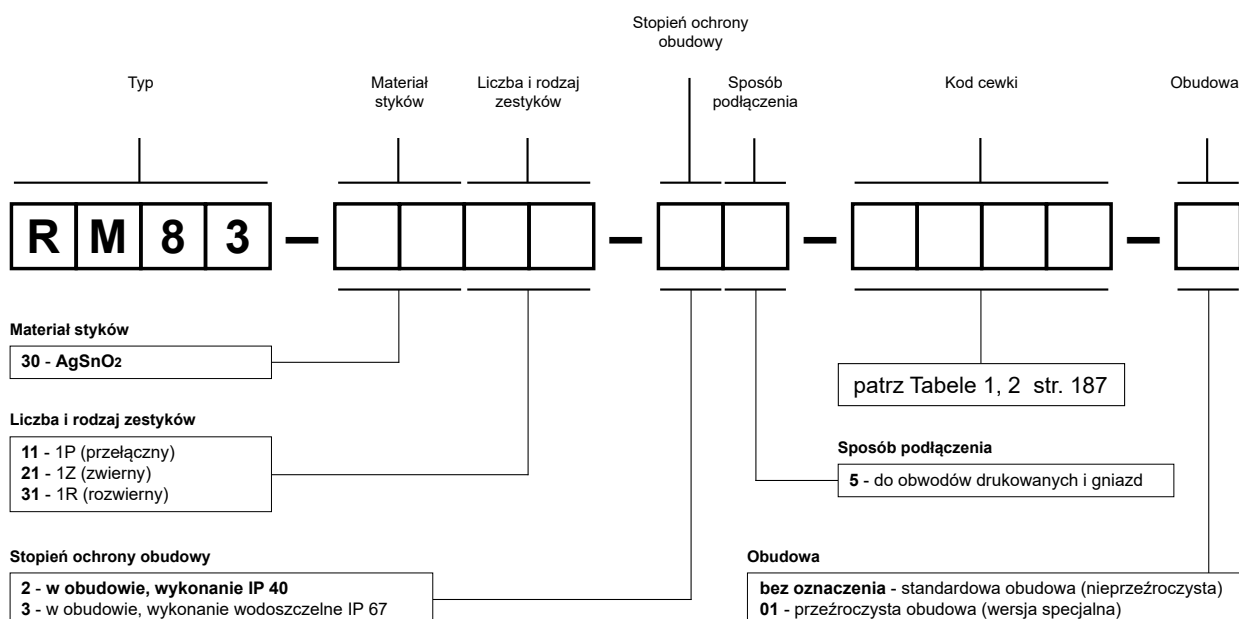 Stopień ochrony
obudowy
Typ
Materiał
styków
Liczba i rodzaj
zestyków
Sposób
podłączenia
Kod cewki
Obudowa
R M 8 3 – – – –
Materiał styków
30 - AgSnO2
patrz Tabele 1, 2 str. 187
Liczba i rodzaj zestyków
11 - 1P (przełączny)
21 - 1Z (zwierny)
31 - 1R (rozwierny)
Sposób podłączenia
5 - do obwodów drukowanych i gniazd
Stopień ochrony obudowy
2 - w obudowie, wykonanie IP 40
3 - w obudowie, wykonanie wodoszczelne IP 67
Obudowa
bez oznaczenia - standardowa obudowa (nieprzeźroczysta)
01 - przeźroczysta obudowa (wersja specjalna)